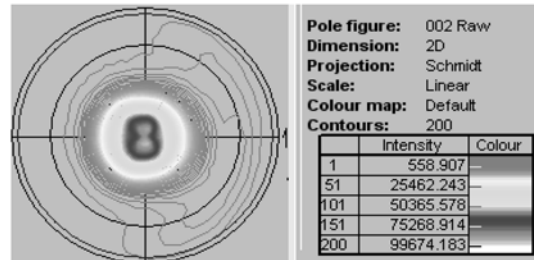 Pole figure: 002 Raw
Dimension: 2D
Projection: Schmidt
Scale: Linear
Colour map: Default
Contours: 200
Intensity Colour
1 558.907
51 25462.243
101 50365.578
151 75268.914
200 99674.183